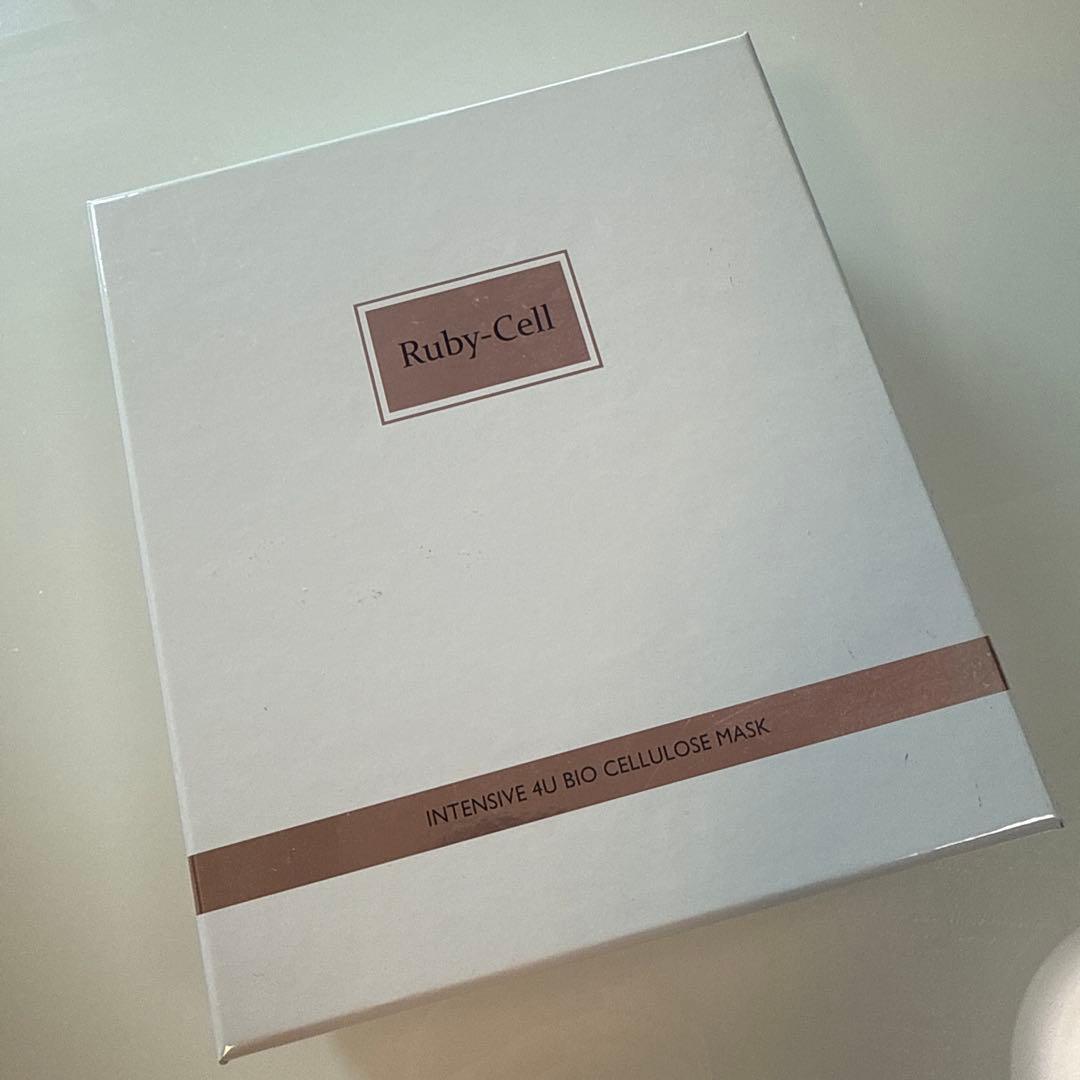 Ruby-Cell
INTENSIVE 4U BIO CELLULOSE MASK